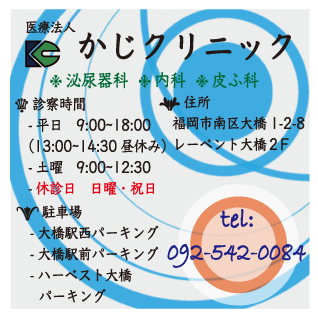 医療法人
かじクリニック
※泌尿器科 ※内科 ※皮ふ科
診察時間
- 平日 9:00~18:00
(13:00~14:30 昼休み)
- 土曜 9:00~12:30
- 休診日 日曜・祝日
住所
福岡市南区大橋1-2-8
レーベント大橋2F
駐車場
- 大橋駅西パーキング
- 大橋駅前パーキング
- ハーベスト大橋
パーキング
tel:
092-542-0084